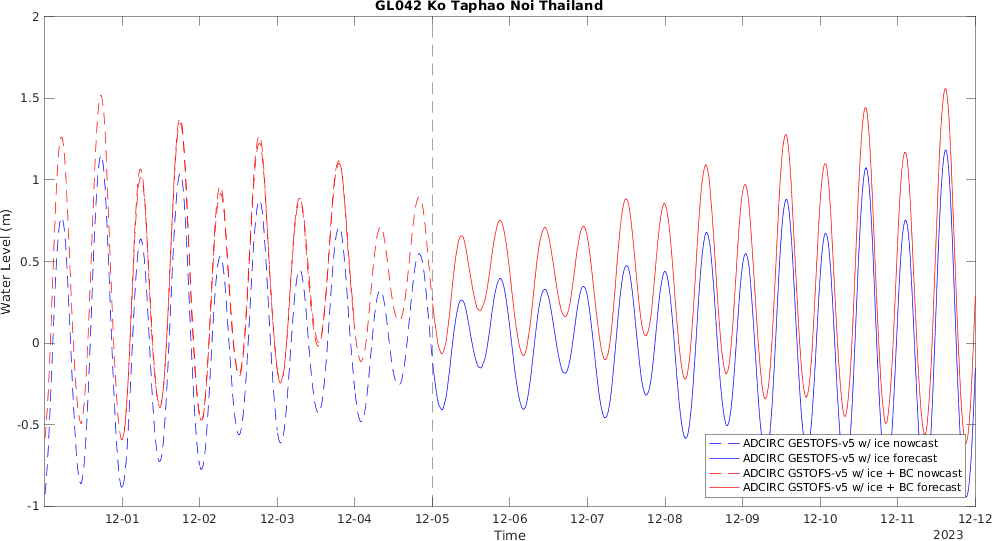 GL042 Ko Taphao Noi Thailand
2
1.5
1
0.5
0
-0.5
-1
Water Level (m)
ADCIRC GESTOFS-v5 w/ ice nowcast
ADCIRC GESTOFS-v5 w/ ice forecast
ADCIRC GSTOFS-v5 w/ ice + BC nowcast
ADCIRC GSTOFS-v5 w/ ice + BC forecast
12-01 12-02 12-03 12-04 12-05 12-06 12-07 12-08 12-09 12-10 12-11 12-12
Time
2023